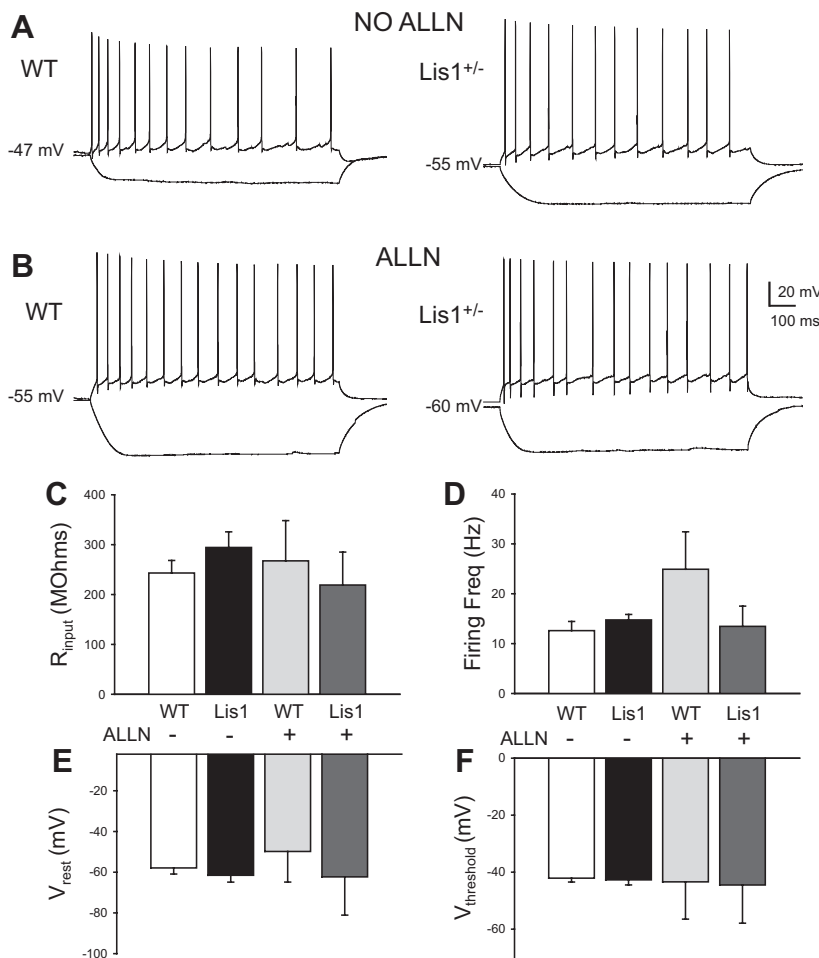 A
NO ALLN
WT
Lis1+/-
-47 mV
-55 mV
B
ALLN
WT
Lis1+/-
20 mV
100 ms
-55 mV
-60 mV
C
400
300
200
100
0
Rinput (MOhms)
WT Lis1 WT Lis1
D
40
30
20
10
0
Firing Freq (Hz)
WT Lis1 WT Lis1
ALLN - - + +
- - + +
E
-20
-40
-60
-80
-100
Vrest (mV)
F
0
-20
-40
-60
Vthreshold (mV)